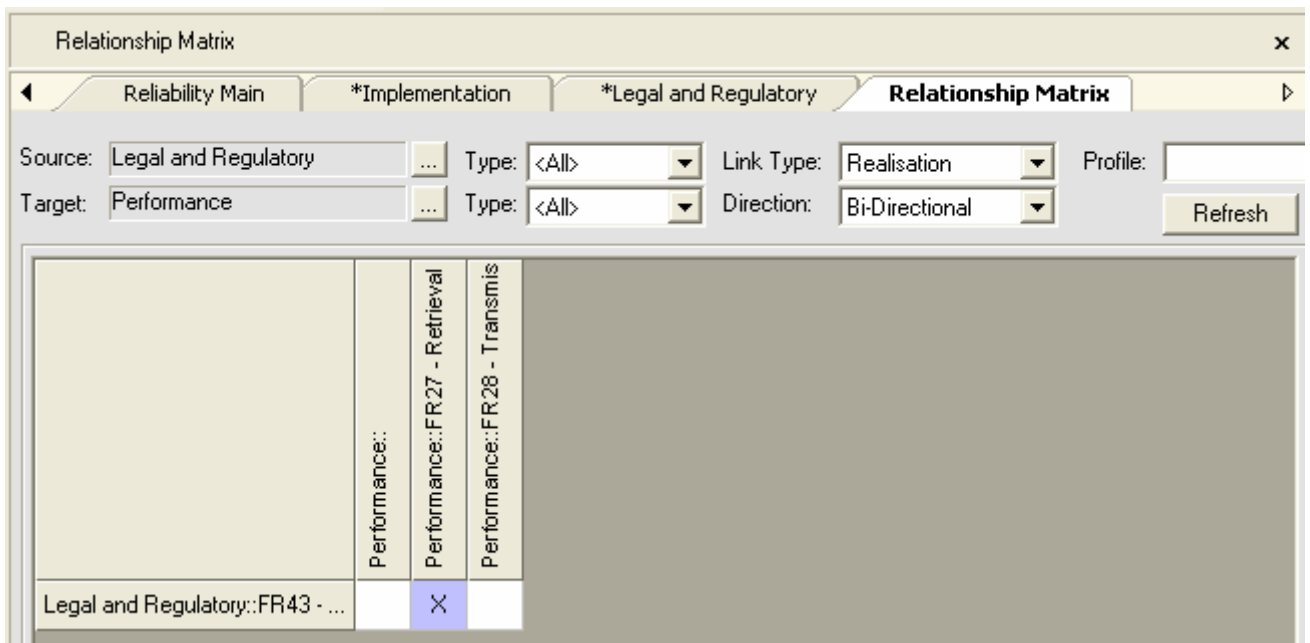 Relationship Matrix x
Reliability Main *Implementation *Legal and Regulatory Relationship Matrix
Source: Legal and Regulatory ... Type: <All> Link Type: Realisation Profile:
Target: Performance ... Type: <All> Direction: Bi-Directional Refresh
Performance::
Performance::FR27 - Retrieval
Performance::FR28 - Transmis
Legal and Regulatory::FR43 - ... X